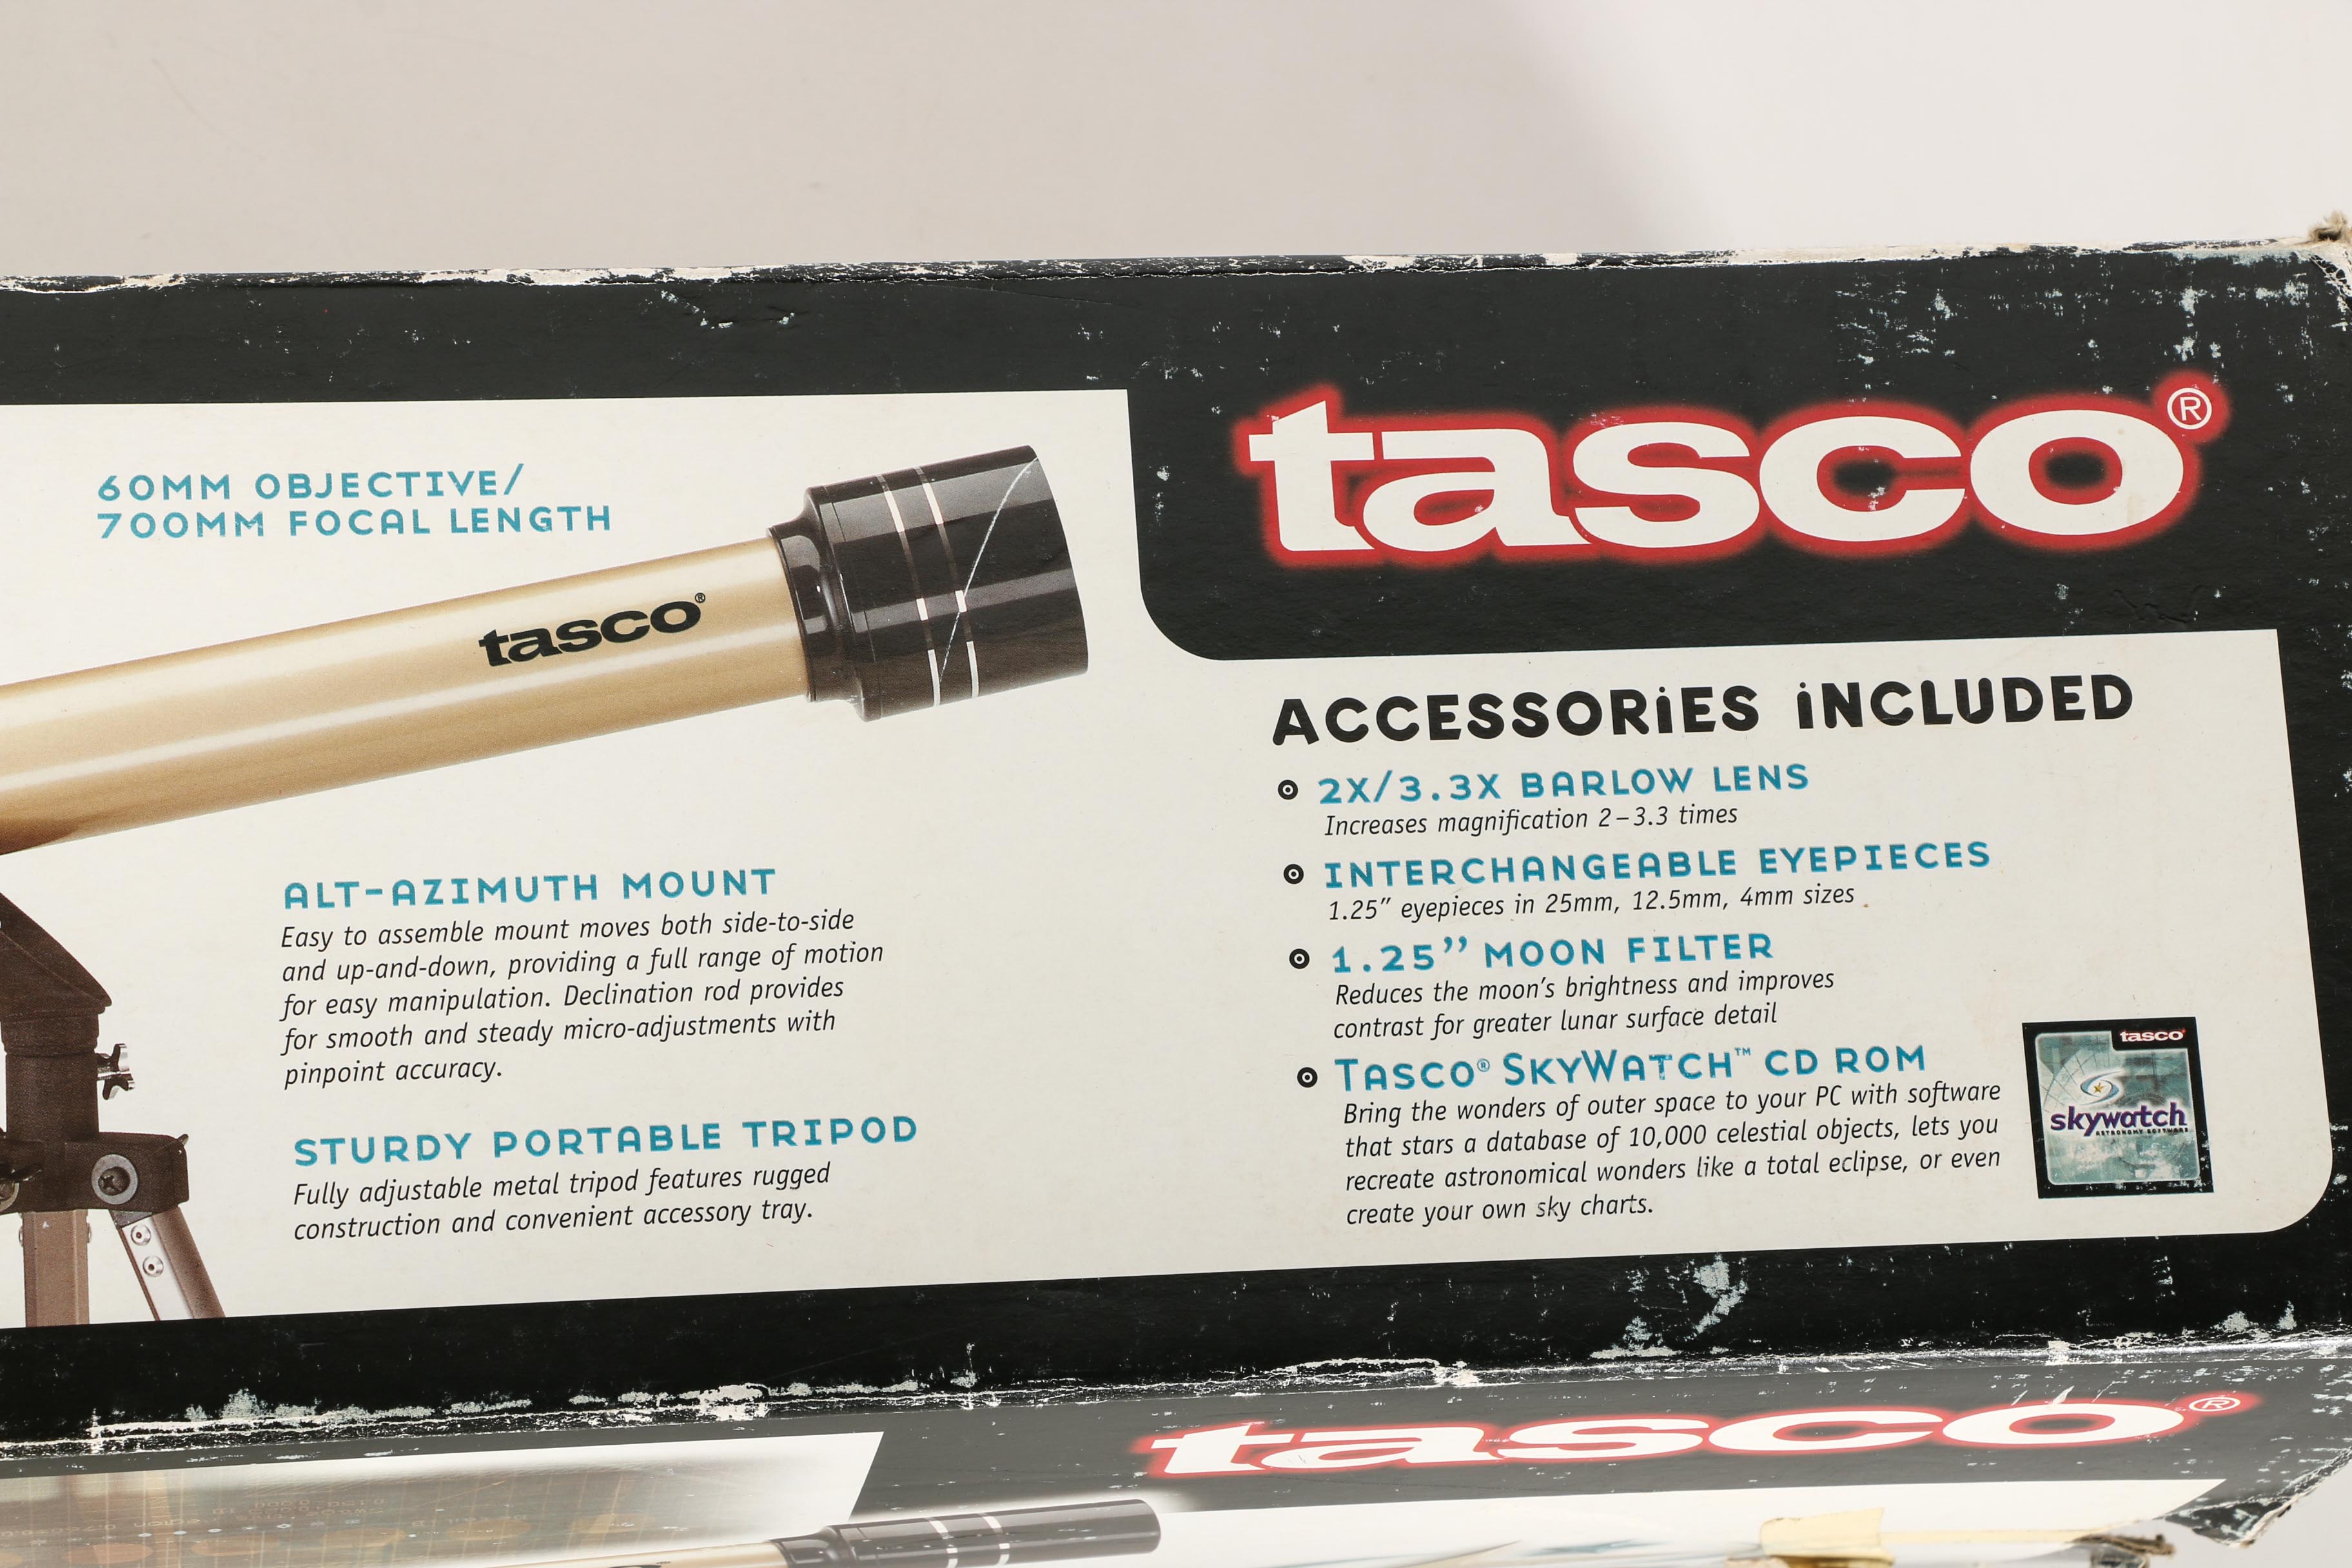 60MM OBJECTIVE/
700MM FOCAL LENGTH
tasco®
ALT-AZIMUTH MOUNT
Easy to assemble mount moves both side-to-side
and up-and-down, providing a full range of motion
for easy manipulation. Declination rod provides
for smooth and steady micro-adjustments with
pinpoint accuracy.
STURDY PORTABLE TRIPOD
Fully adjustable metal tripod features rugged
construction and convenient accessory tray.
tasco®
ACCESSORiES iNCLUDED
2X/3.3X BARLOW LENS
Increases magnification 2–3.3 times
INTERCHANGEABLE EYEPIECES
1.25” eyepieces in 25mm, 12.5mm, 4mm sizes
1.25” MOON FILTER
Reduces the moon’s brightness and improves
contrast for greater lunar surface detail
TASCO® SKYWATCH™ CD ROM
Bring the wonders of outer space to your PC with software
that stars a database of 10,000 celestial objects, lets you
recreate astronomical wonders like a total eclipse, or even
create your own sky charts.
tasco®
skywatch
ASTRONOMY SOFTWARE
tasco®